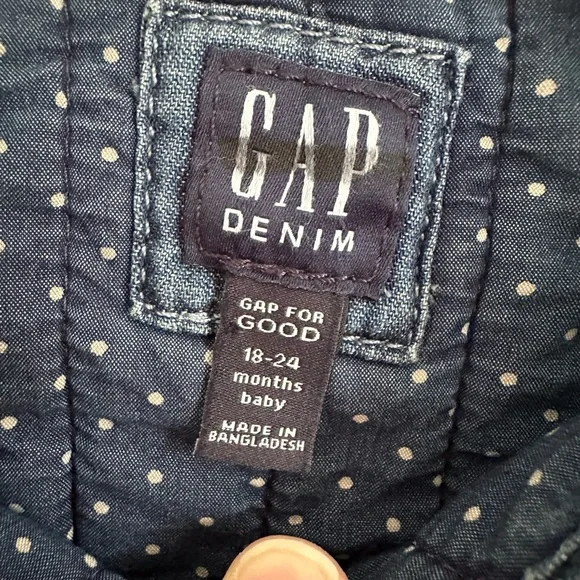 GAP
DENIM
GAP FOR
GOOD
18-24
months
baby
MADE IN
BANGLADESH